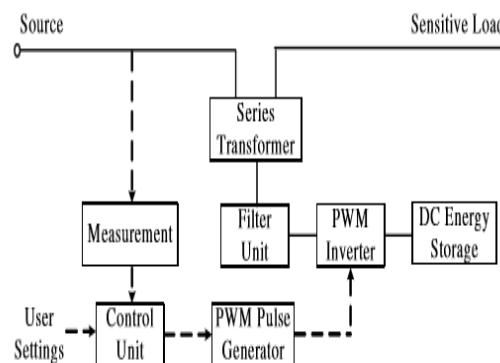 Source
Sensitive Load
Series
Transformer
Measurement
Filter
Unit
PWM
Inverter
DC Energy
Storage
User
Settings
Control
Unit
PWM Pulse
Generator